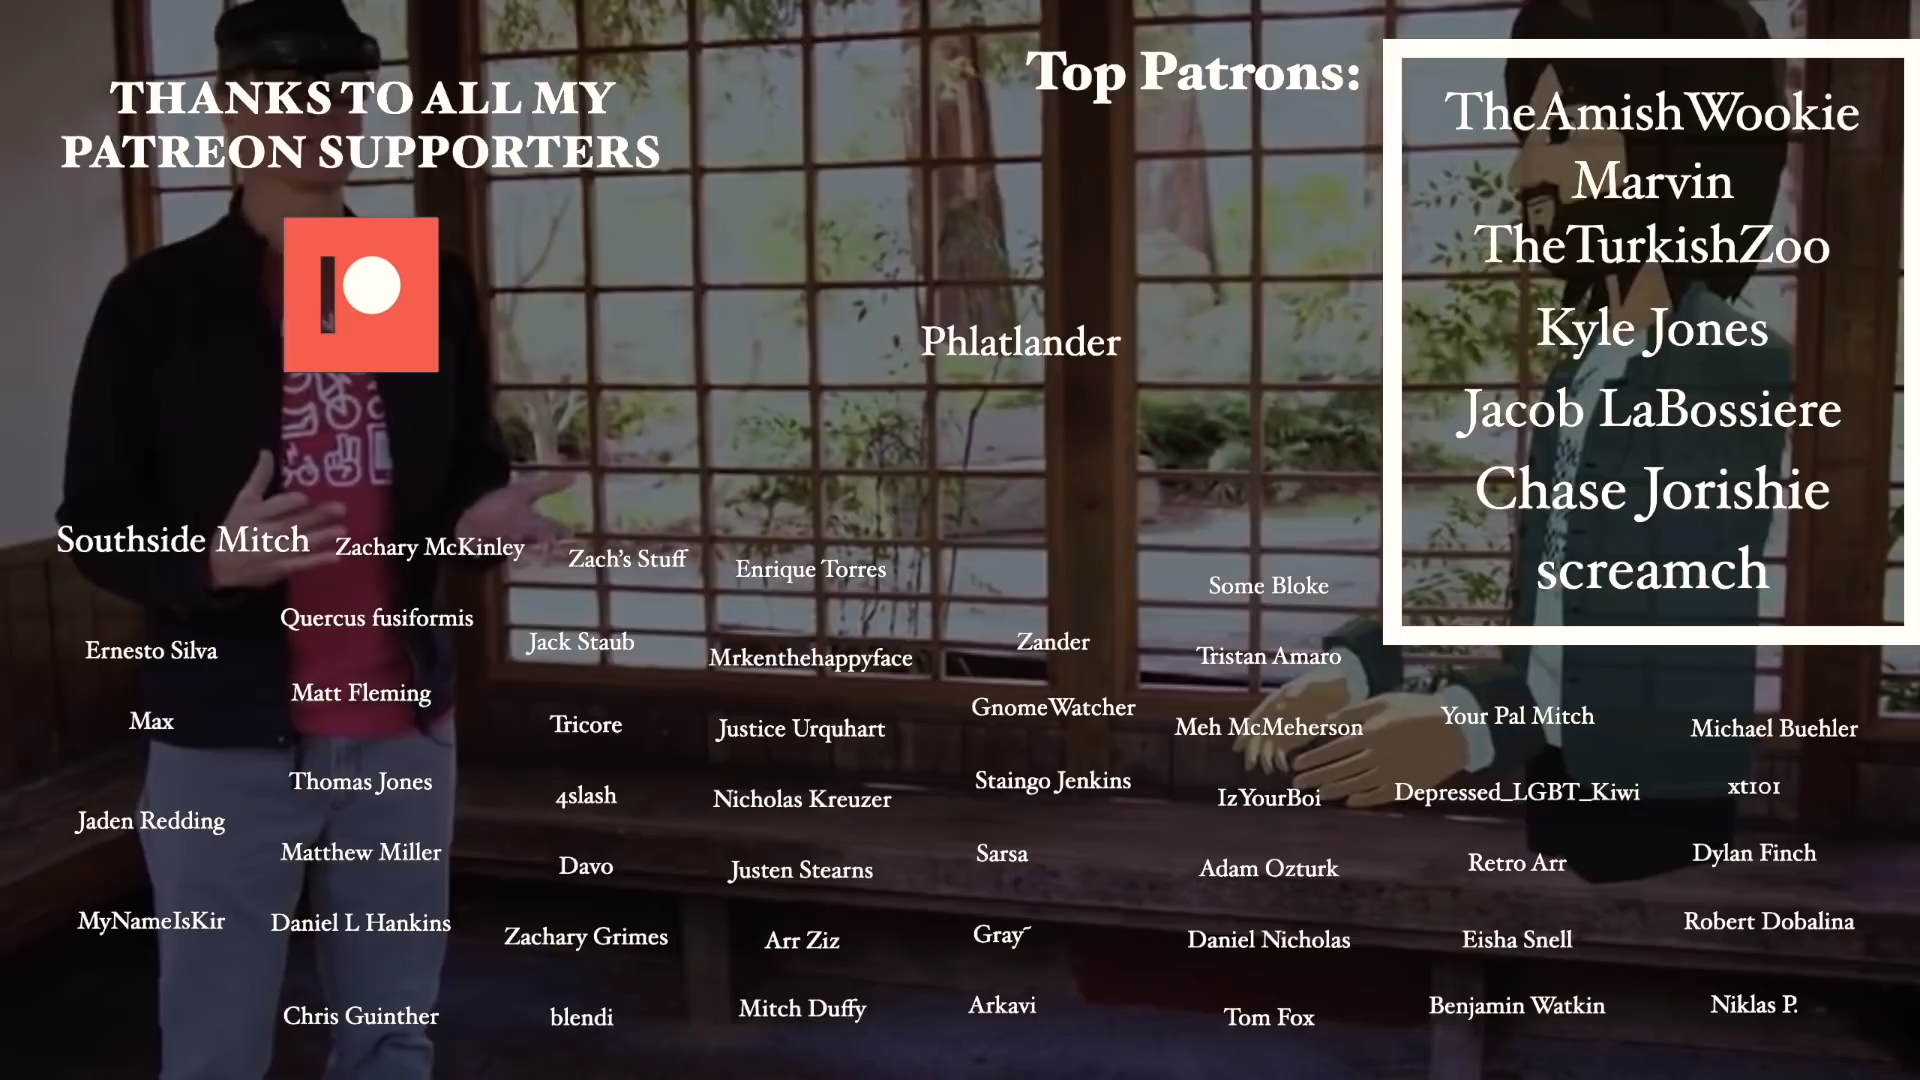 THANKS TO ALL MY
PATREON SUPPORTERS
Top Patrons:
TheAmishWookie
Marvin
TheTurkishZoo
Kyle Jones
Jacob LaBossiere
Chase Jorishie
screamch
Phlatlander
Southside Mitch
Ernesto Silva
Max
Jaden Redding
MyNameIsKir
Zachary McKinley
Quercus fusiformis
Matt Fleming
Thomas Jones
Matthew Miller
Daniel L Hankins
Chris Guinther
Zach's Stuff
Jack Staub
Tricore
4slash
Davo
Zachary Grimes
blendi
Enrique Torres
Mrkenthehappyface
Justice Urquhart
Nicholas Kreuzer
Justen Stearns
Arr Ziz
Mitch Duffy
Zander
GnomeWatcher
Staingo Jenkins
Sarsa
Gray~
Arkavi
Some Bloke
Tristan Amaro
Meh McMeherson
IzYourBoi
Adam Ozturk
Daniel Nicholas
Tom Fox
Your Pal Mitch
Depressed_LGBT_Kiwi
Retro Arr
Eisha Snell
Benjamin Watkin
Michael Buehler
xt101
Dylan Finch
Robert Dobalina
Niklas P.